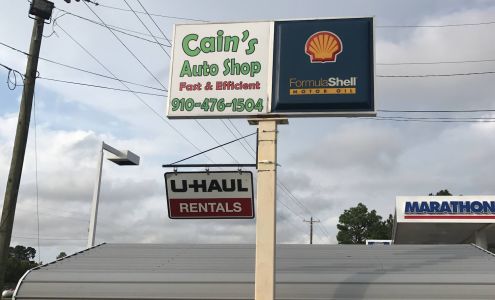 Cain's
Auto Shop
Fast & Efficient
910-476-1504
FormulaShell
MOTOR OIL
U-HAUL
RENTALS
MARATHON